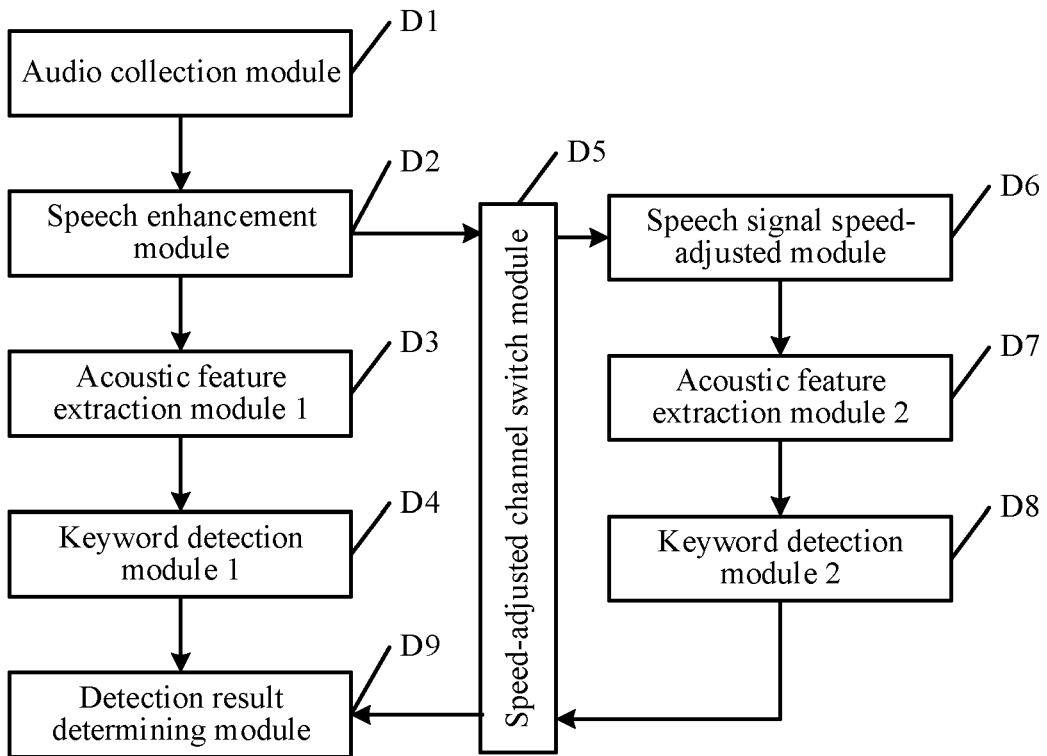 D1
Audio collection module
D2
Speech enhancement
module
D3
Acoustic feature
extraction module 1
D4
Keyword detection
module 1
D9
Detection result
determining module
D5
Speed-adjusted channel switch module
D6
Speech signal speed-
adjusted module
D7
Acoustic feature
extraction module 2
D8
Keyword detection
module 2